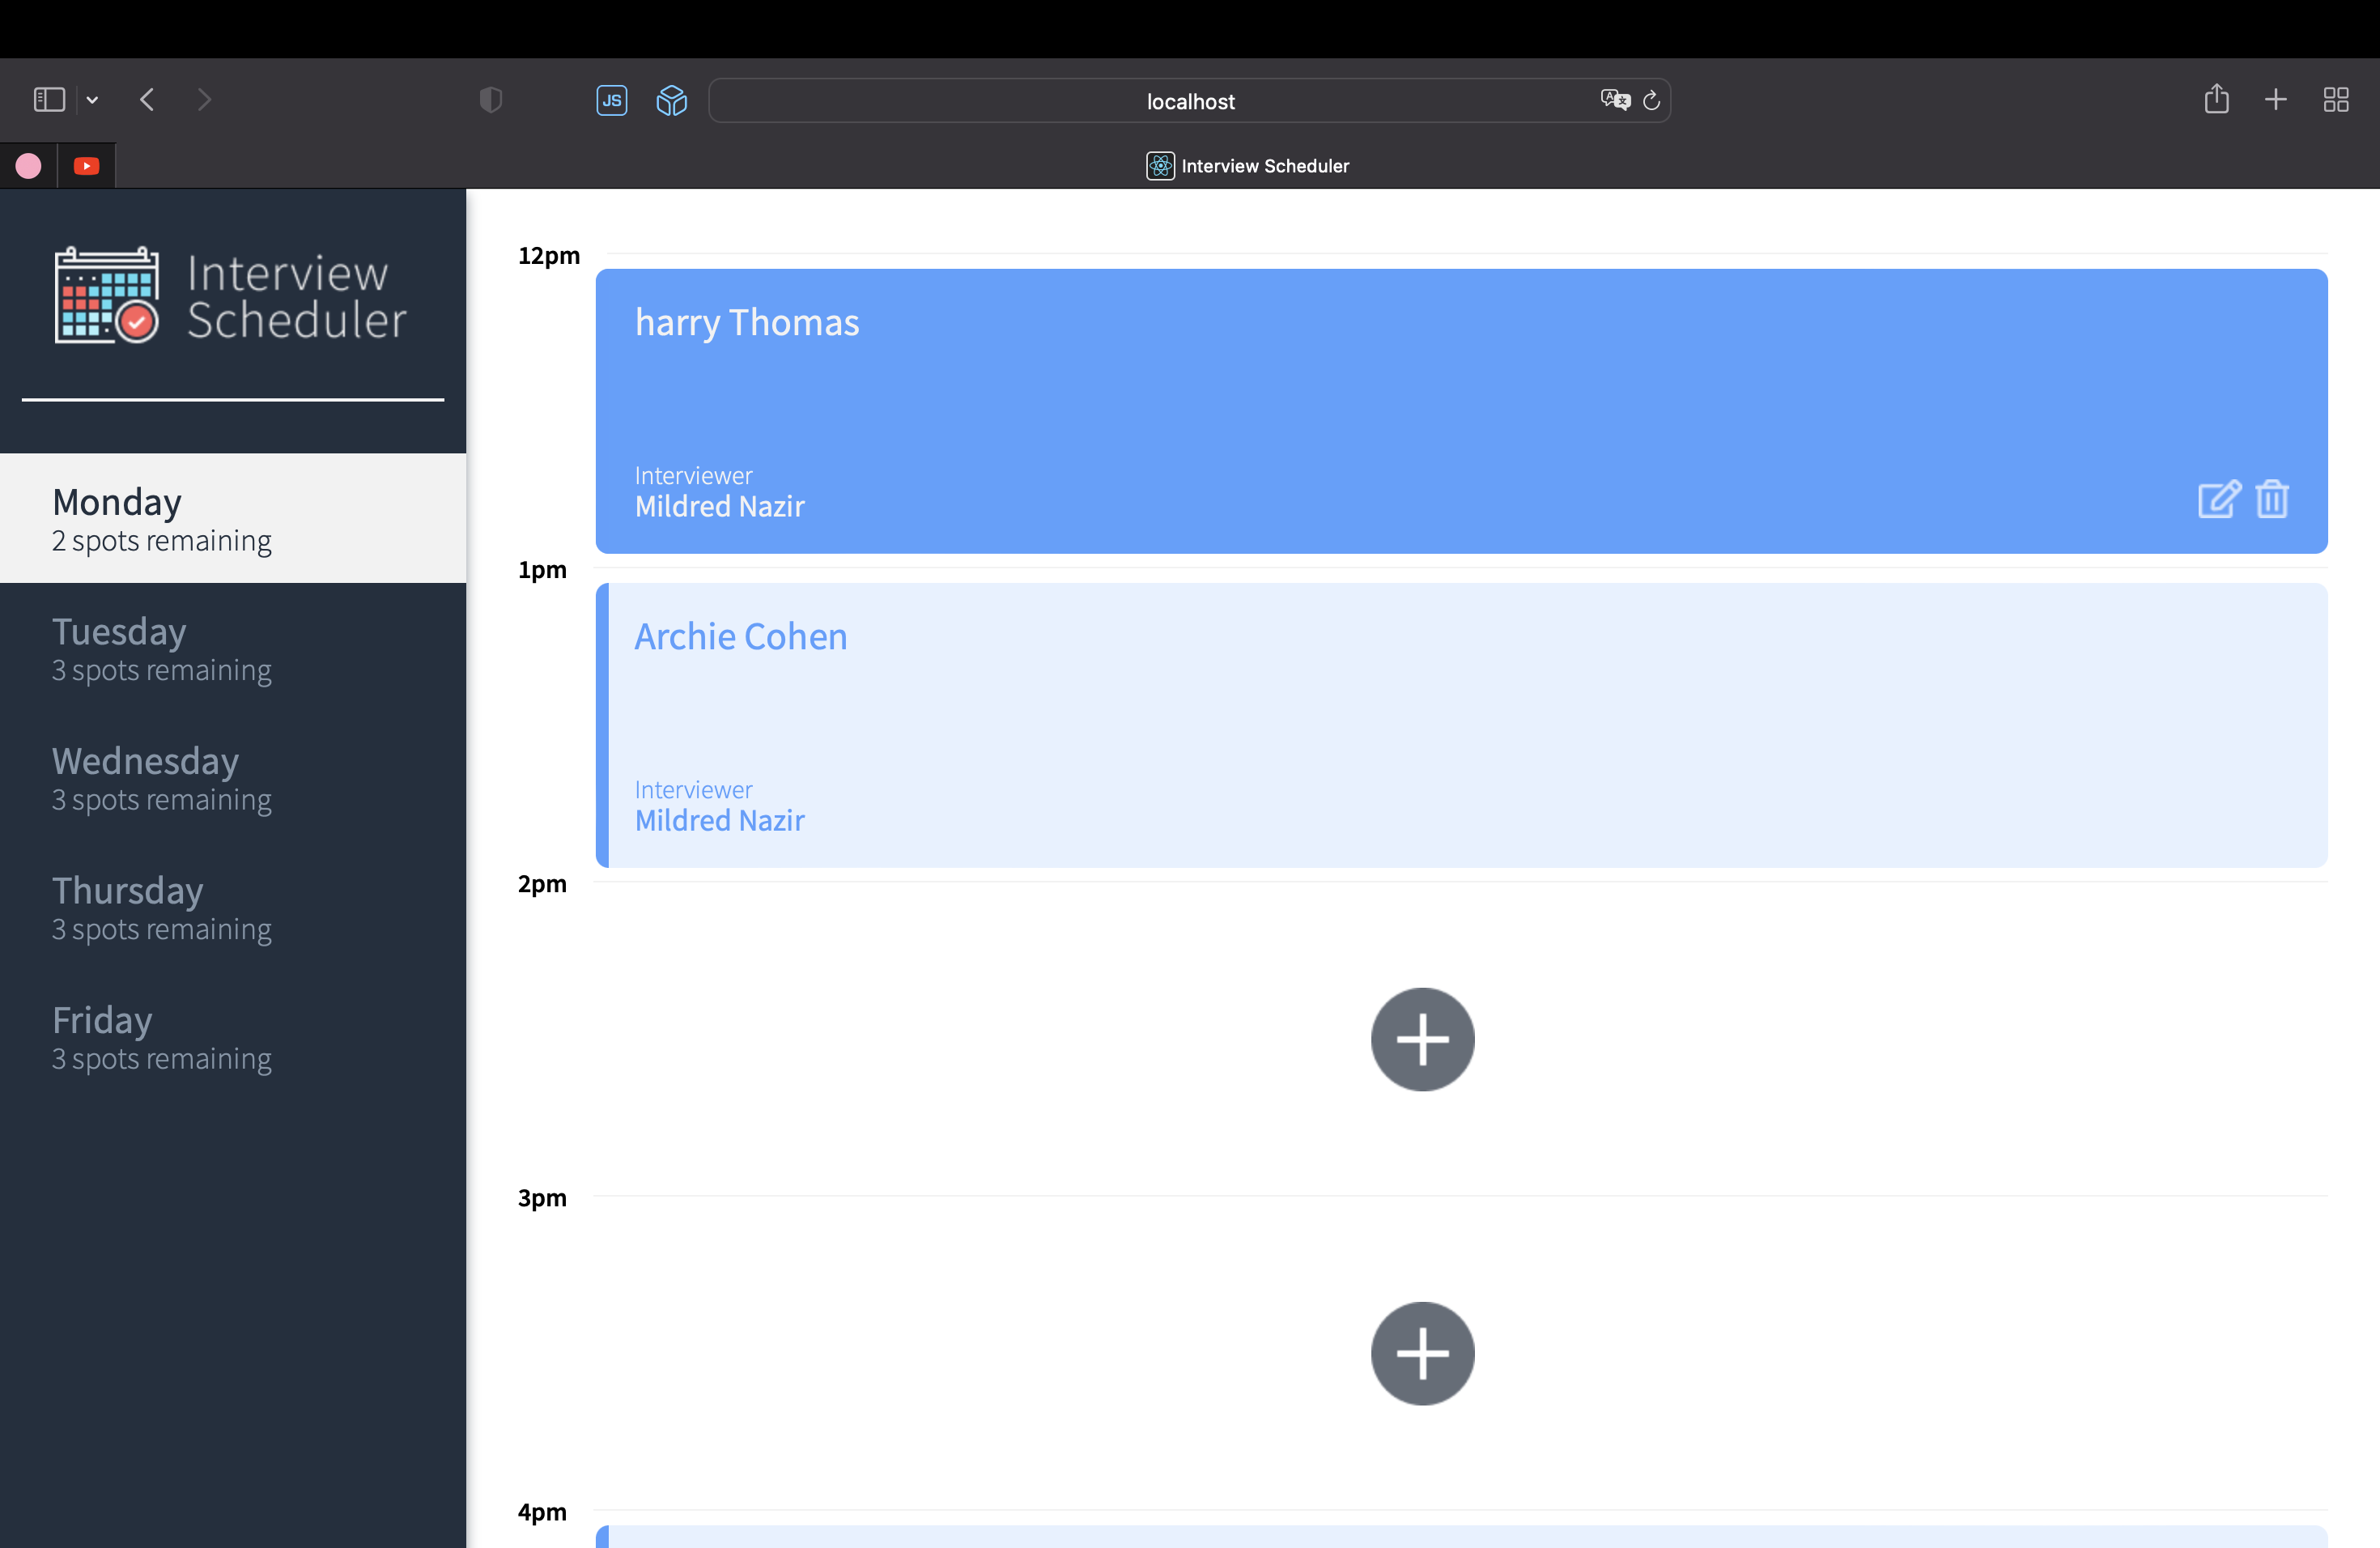 JS
localhost
Interview Scheduler
Interview
Scheduler
Monday
2 spots remaining
Tuesday
3 spots remaining
Wednesday
3 spots remaining
Thursday
3 spots remaining
Friday
3 spots remaining
12pm
harry Thomas
Interviewer
Mildred Nazir
1pm
Archie Cohen
Interviewer
Mildred Nazir
2pm
3pm
4pm